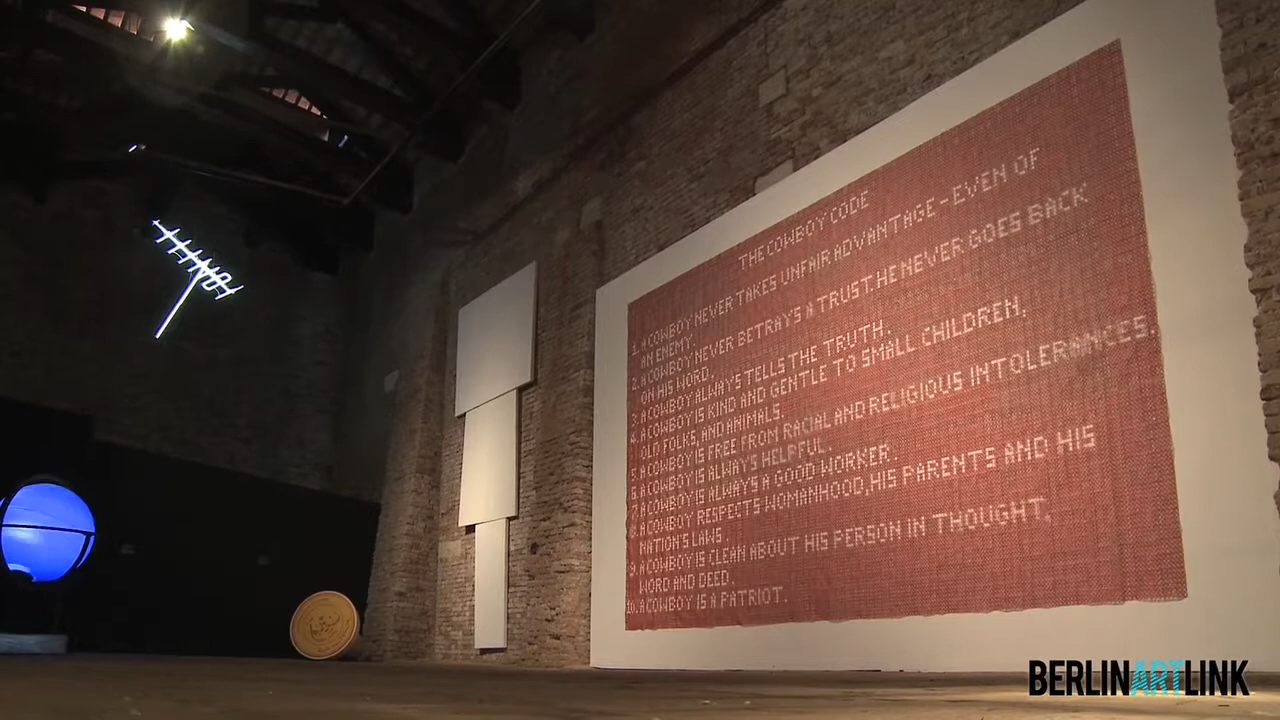 THE COWBOY CODE
1. A COWBOY NEVER TAKES UNFAIR ADVANTAGE - EVEN OF
AN ENEMY.
2. A COWBOY NEVER BETRAYS A TRUST. HE NEVER GOES BACK
ON HIS WORD.
3. A COWBOY ALWAYS TELLS THE TRUTH.
4. A COWBOY IS KIND AND GENTLE TO SMALL CHILDREN,
OLD FOLKS, AND ANIMALS.
5. A COWBOY IS FREE FROM RACIAL AND RELIGIOUS INTOLERANCES.
6. A COWBOY IS ALWAYS HELPFUL.
7. A COWBOY IS ALWAYS A GOOD WORKER.
8. A COWBOY RESPECTS WOMANHOOD, HIS PARENTS AND HIS
NATION'S LAWS.
9. A COWBOY IS CLEAN ABOUT HIS PERSON IN THOUGHT,
WORD AND DEED.
10. A COWBOY IS A PATRIOT.
BERLINARTLINK